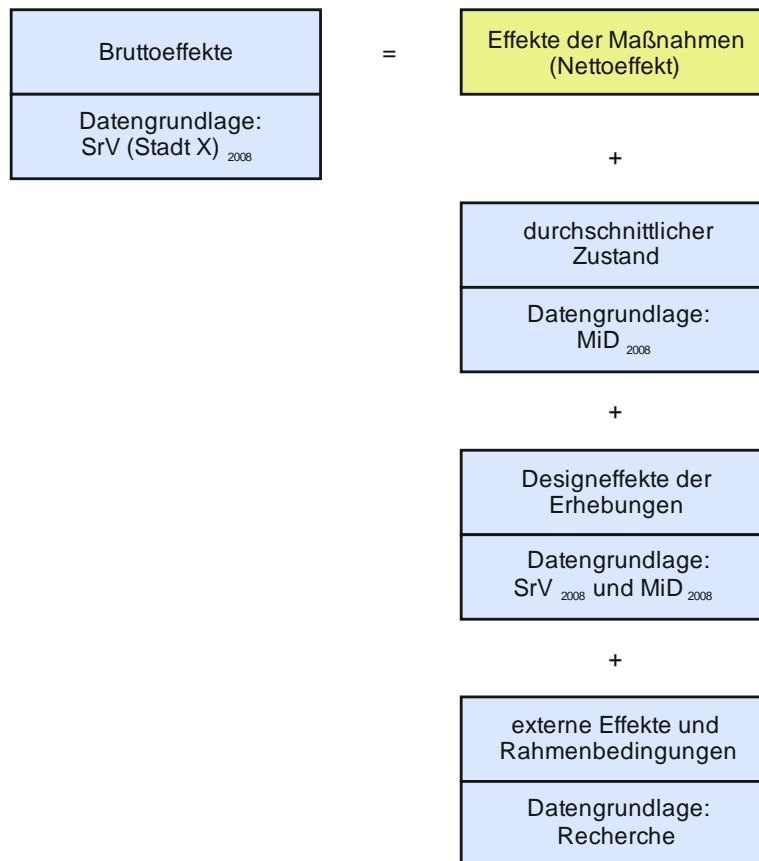 Bruttoeffekte
Datengrundlage:
SrV (Stadt X) 2008
=
Effekte der Maßnahmen
(Nettoeffekt)
+
durchschnittlicher
Zustand
Datengrundlage:
MiD 2008
+
Designeffekte der
Erhebungen
Datengrundlage:
SrV 2008 und MiD 2008
+
externe Effekte und
Rahmenbedingungen
Datengrundlage:
Recherche